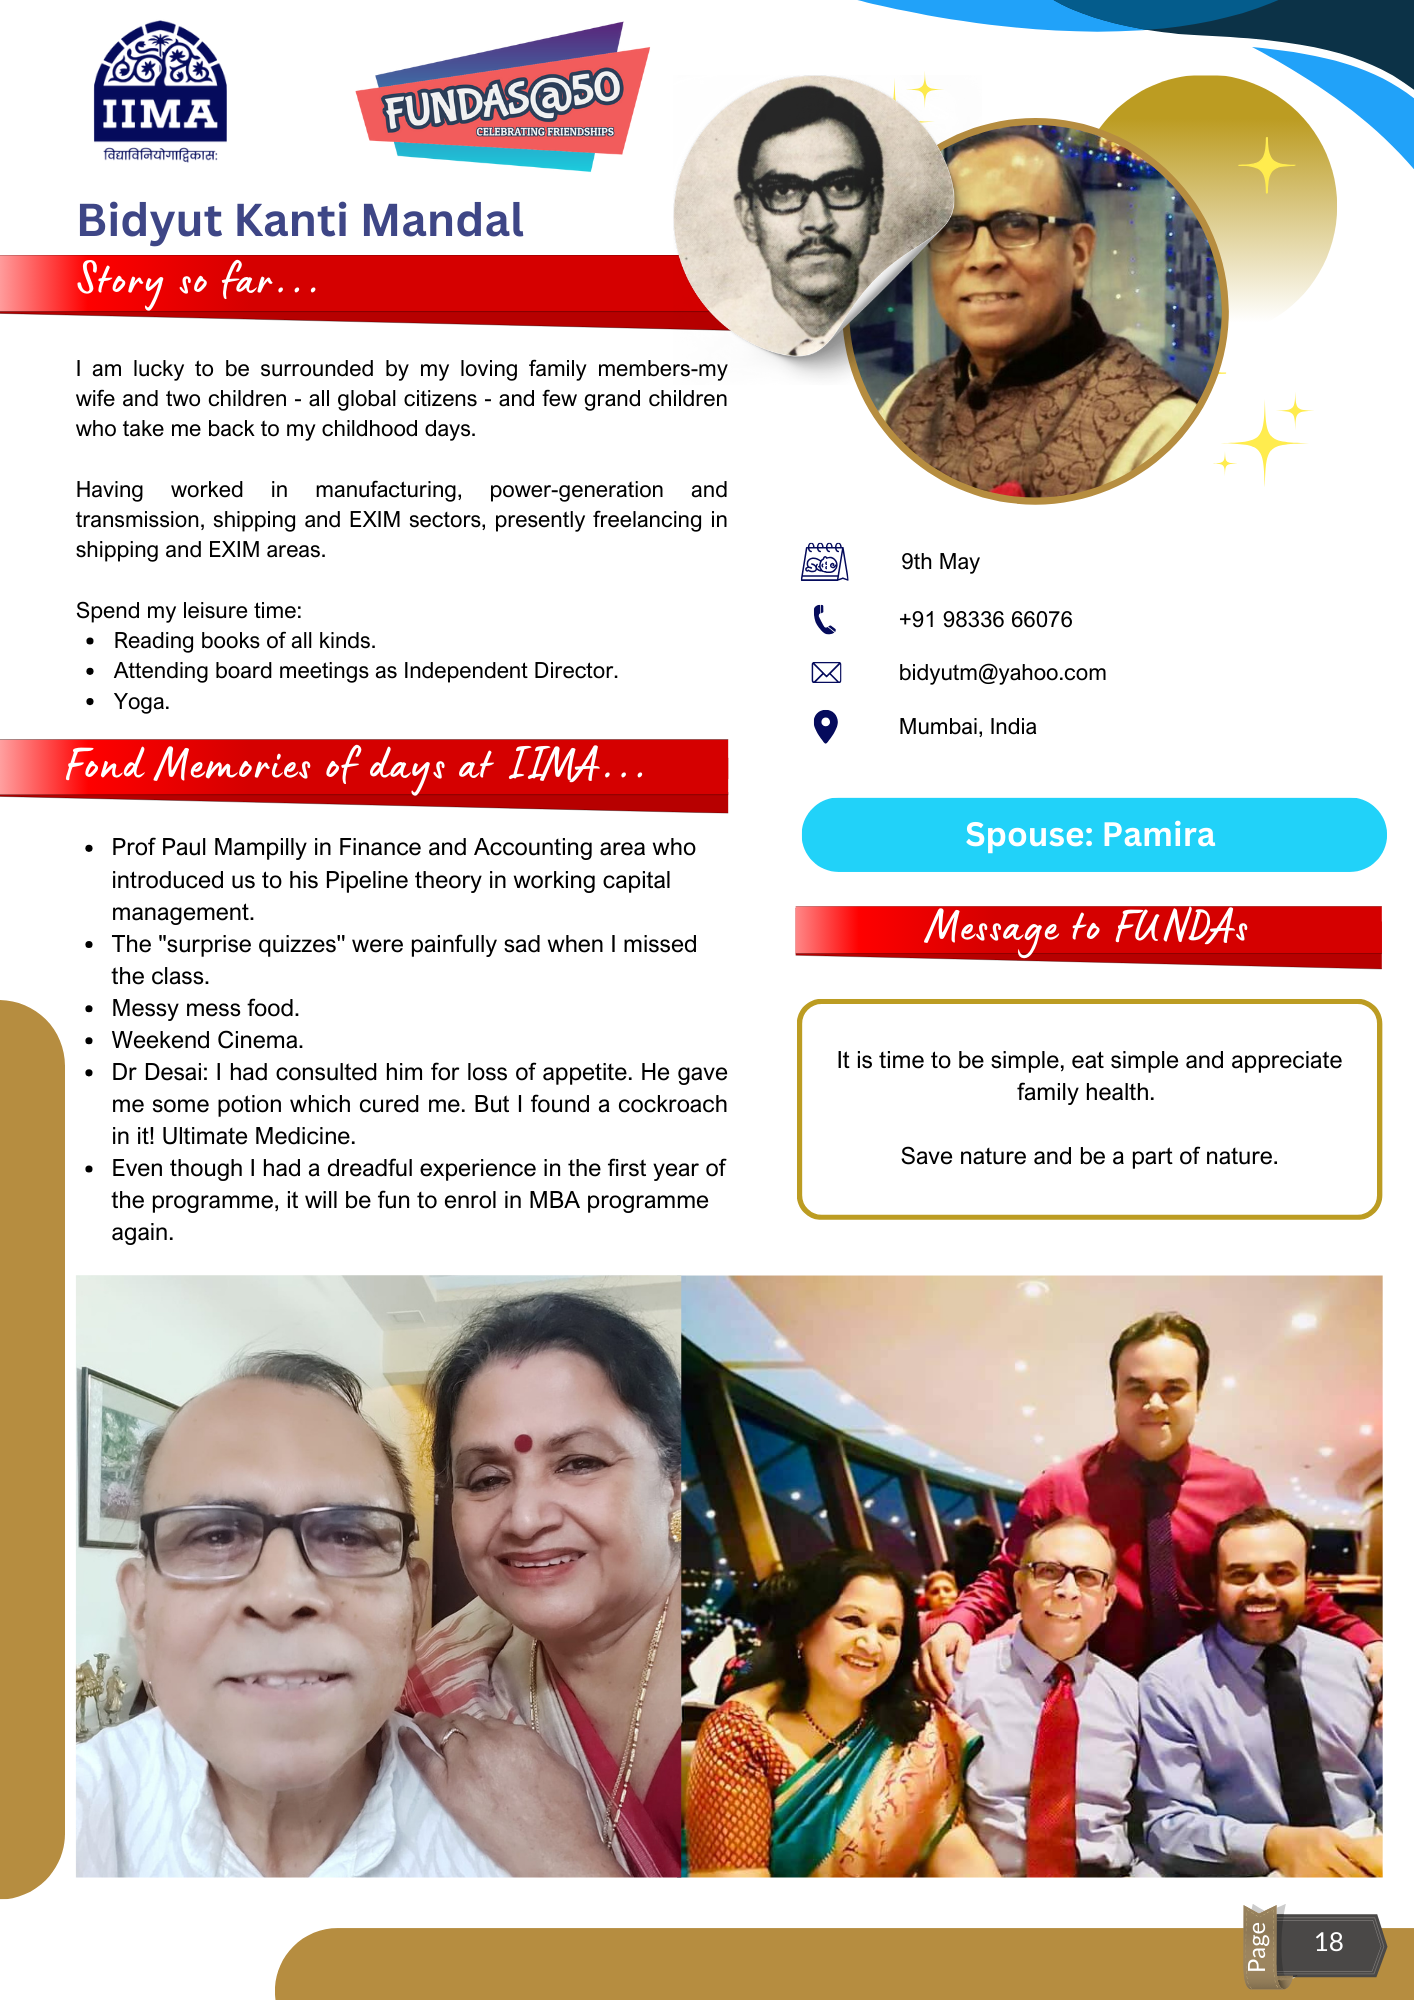 IIMA
विद्याविनियोगाद्विकासः
FUNDAS@50
CELEBRATING FRIENDSHIPS
Bidyut Kanti Mandal
Story so far...
I am lucky to be surrounded by my loving family members-my
wife and two children - all global citizens - and few grand children
who take me back to my childhood days.
Having worked in manufacturing, power-generation and
transmission, shipping and EXIM sectors, presently freelancing in
shipping and EXIM areas.
Spend my leisure time:
• Reading books of all kinds.
• Attending board meetings as Independent Director.
• Yoga.
Fond Memories of days at IIMA...
• Prof Paul Mampilly in Finance and Accounting area who
introduced us to his Pipeline theory in working capital
management.
• The "surprise quizzes" were painfully sad when I missed
the class.
• Messy mess food.
• Weekend Cinema.
• Dr Desai: I had consulted him for loss of appetite. He gave
me some potion which cured me. But I found a cockroach
in it! Ultimate Medicine.
• Even though I had a dreadful experience in the first year of
the programme, it will be fun to enrol in MBA programme
again.
9th May
+91 98336 66076
bidyutm@yahoo.com
Mumbai, India
Spouse: Pamira
Message to FUNDAs
It is time to be simple, eat simple and appreciate
family health.
Save nature and be a part of nature.
Page
18